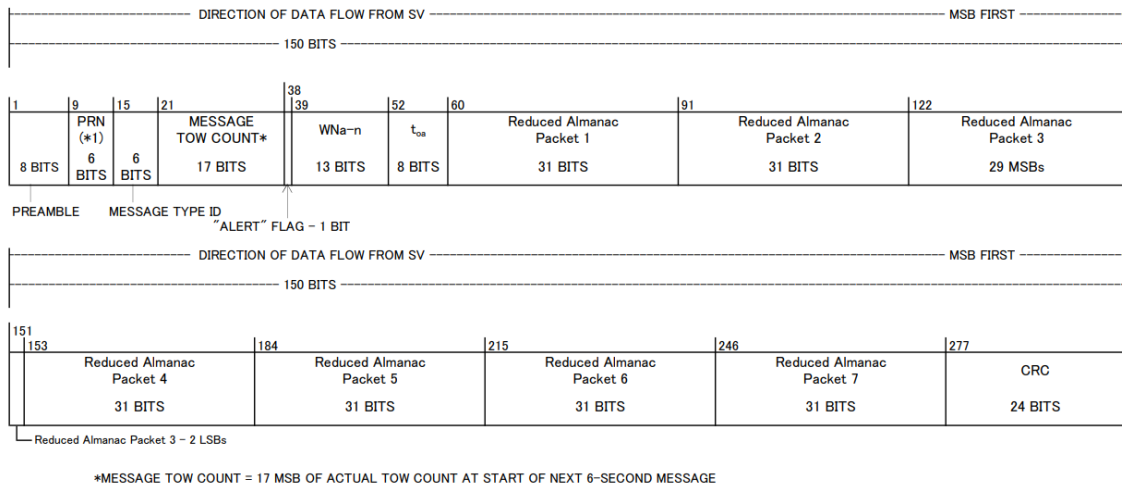 DIRECTION OF DATA FLOW FROM SV MSB FIRST
150 BITS
38
1 9 15 21 39 52 60 91 122
PRN MESSAGE WNa-n toa Reduced Almanac Reduced Almanac Reduced Almanac
(*1) TOW COUNT* Packet 1 Packet 2 Packet 3
8 BITS 6 BITS 6 BITS 17 BITS 13 BITS 8 BITS 31 BITS 31 BITS 29 MSBs
PREAMBLE MESSAGE TYPE ID
"ALERT" FLAG - 1 BIT
DIRECTION OF DATA FLOW FROM SV MSB FIRST
150 BITS
151
153 184 215 246 277
Reduced Almanac Reduced Almanac Reduced Almanac Reduced Almanac CRC
Packet 4 Packet 5 Packet 6 Packet 7
31 BITS 31 BITS 31 BITS 31 BITS 24 BITS
Reduced Almanac Packet 3 - 2 LSBs
*MESSAGE TOW COUNT = 17 MSB OF ACTUAL TOW COUNT AT START OF NEXT 6-SECOND MESSAGE